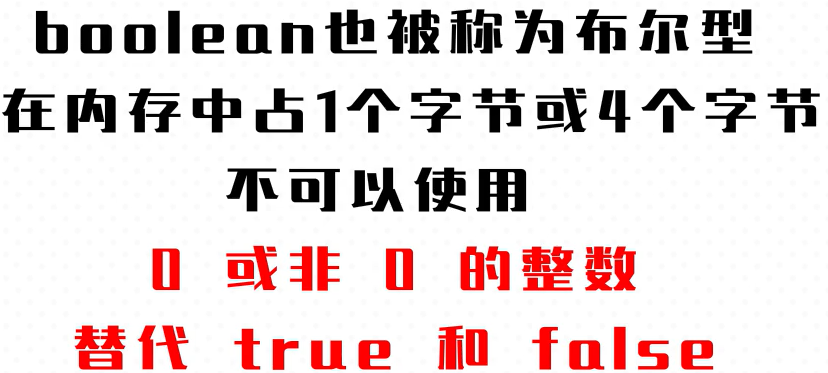 boolean也被称为布尔型
在内存中占1个字节或4个字节
不可以使用
0 或非 0 的整数
替代 true 和 false